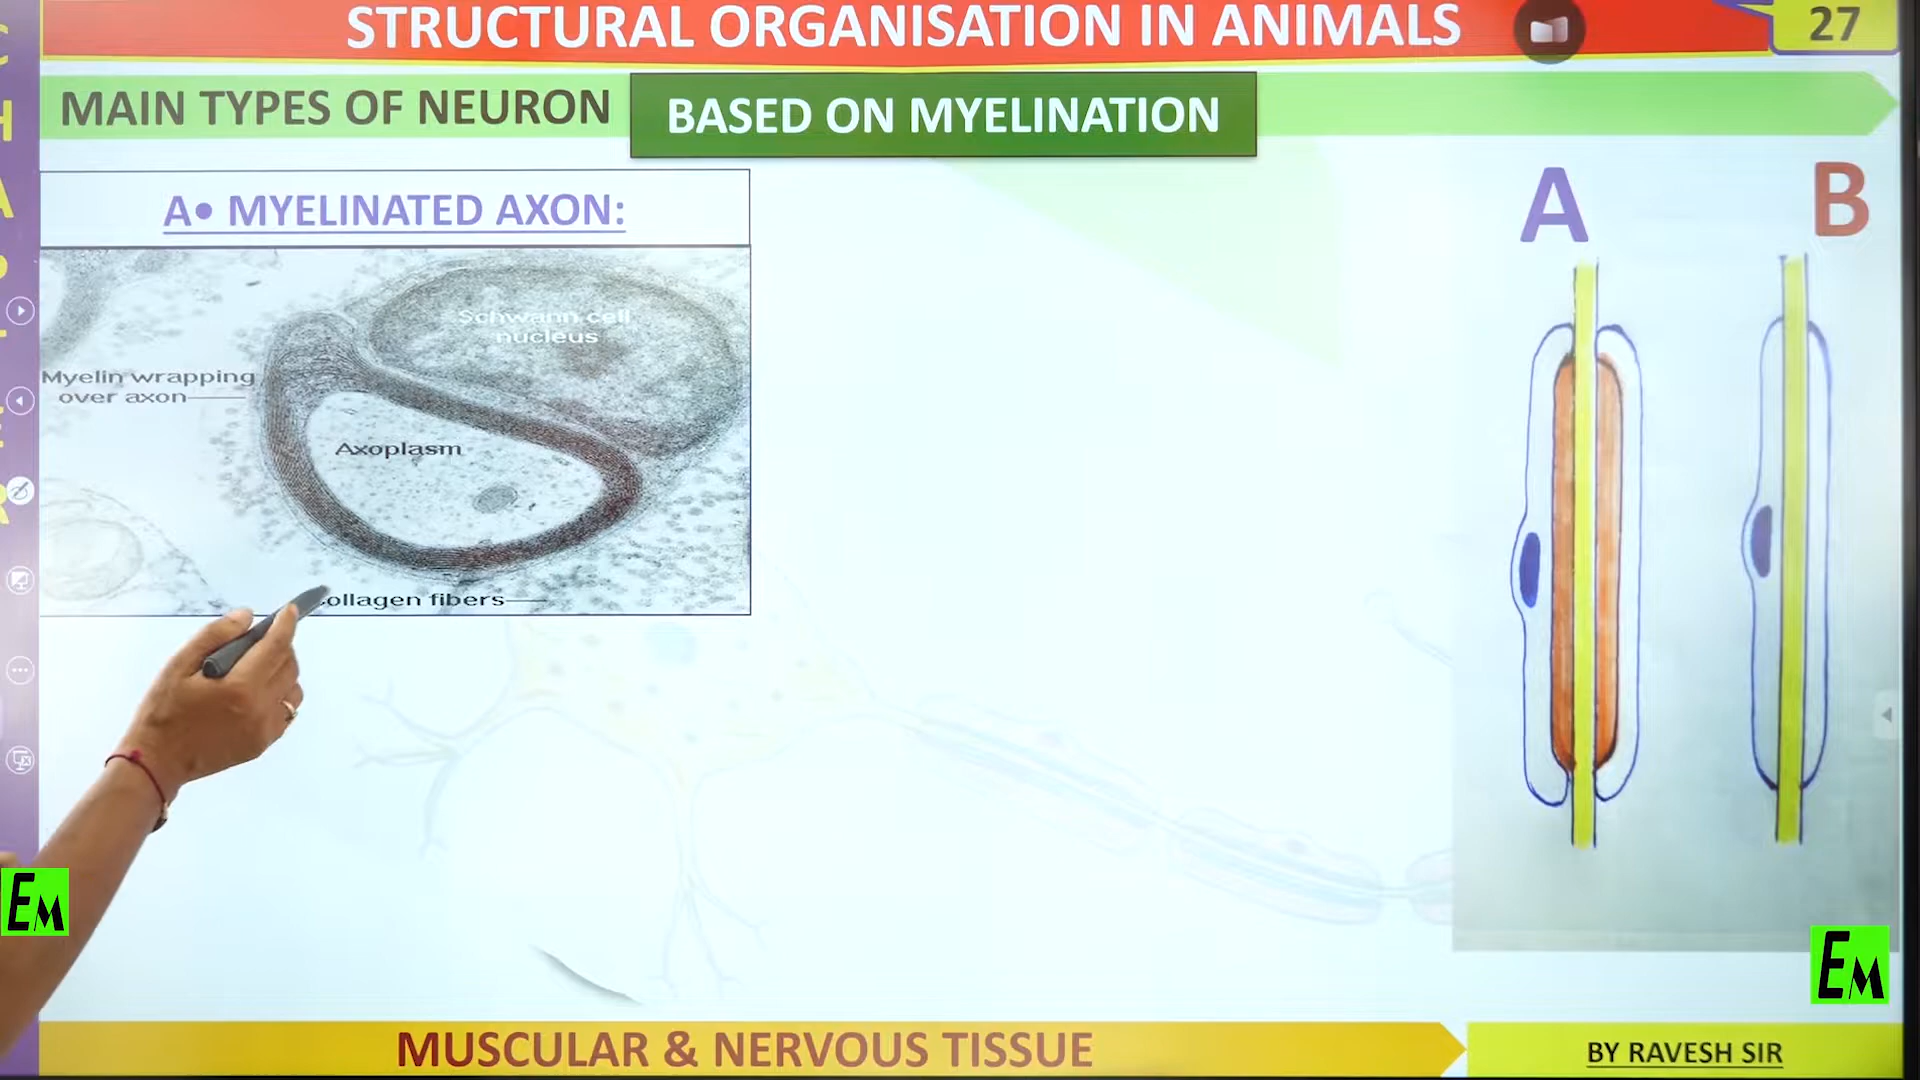 STRUCTURAL ORGANISATION IN ANIMALS
27
MAIN TYPES OF NEURON
BASED ON MYELINATION
A• MYELINATED AXON:
A
B
Schwann cell
nucleus
Myelin wrapping
over axon
Axoplasm
ollagen fibers
EM
EM
MUSCULAR & NERVOUS TISSUE
BY RAVESH SIR